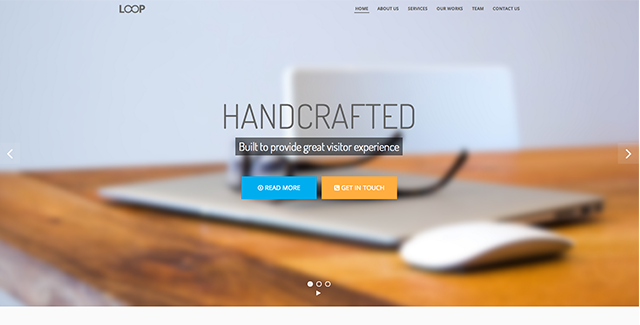 LOOP
HOME ABOUT US SERVICES OUR WORKS TEAM CONTACT US
HANDCRAFTED
Built to provide great visitor experience
READ MORE GET IN TOUCH